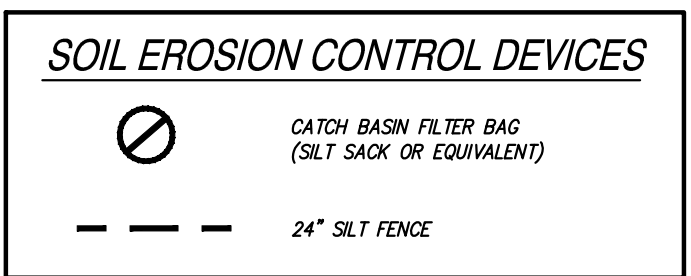 SOIL EROSION CONTROL DEVICES
CATCH BASIN FILTER BAG
(SILT SACK OR EQUIVALENT)
24" SILT FENCE